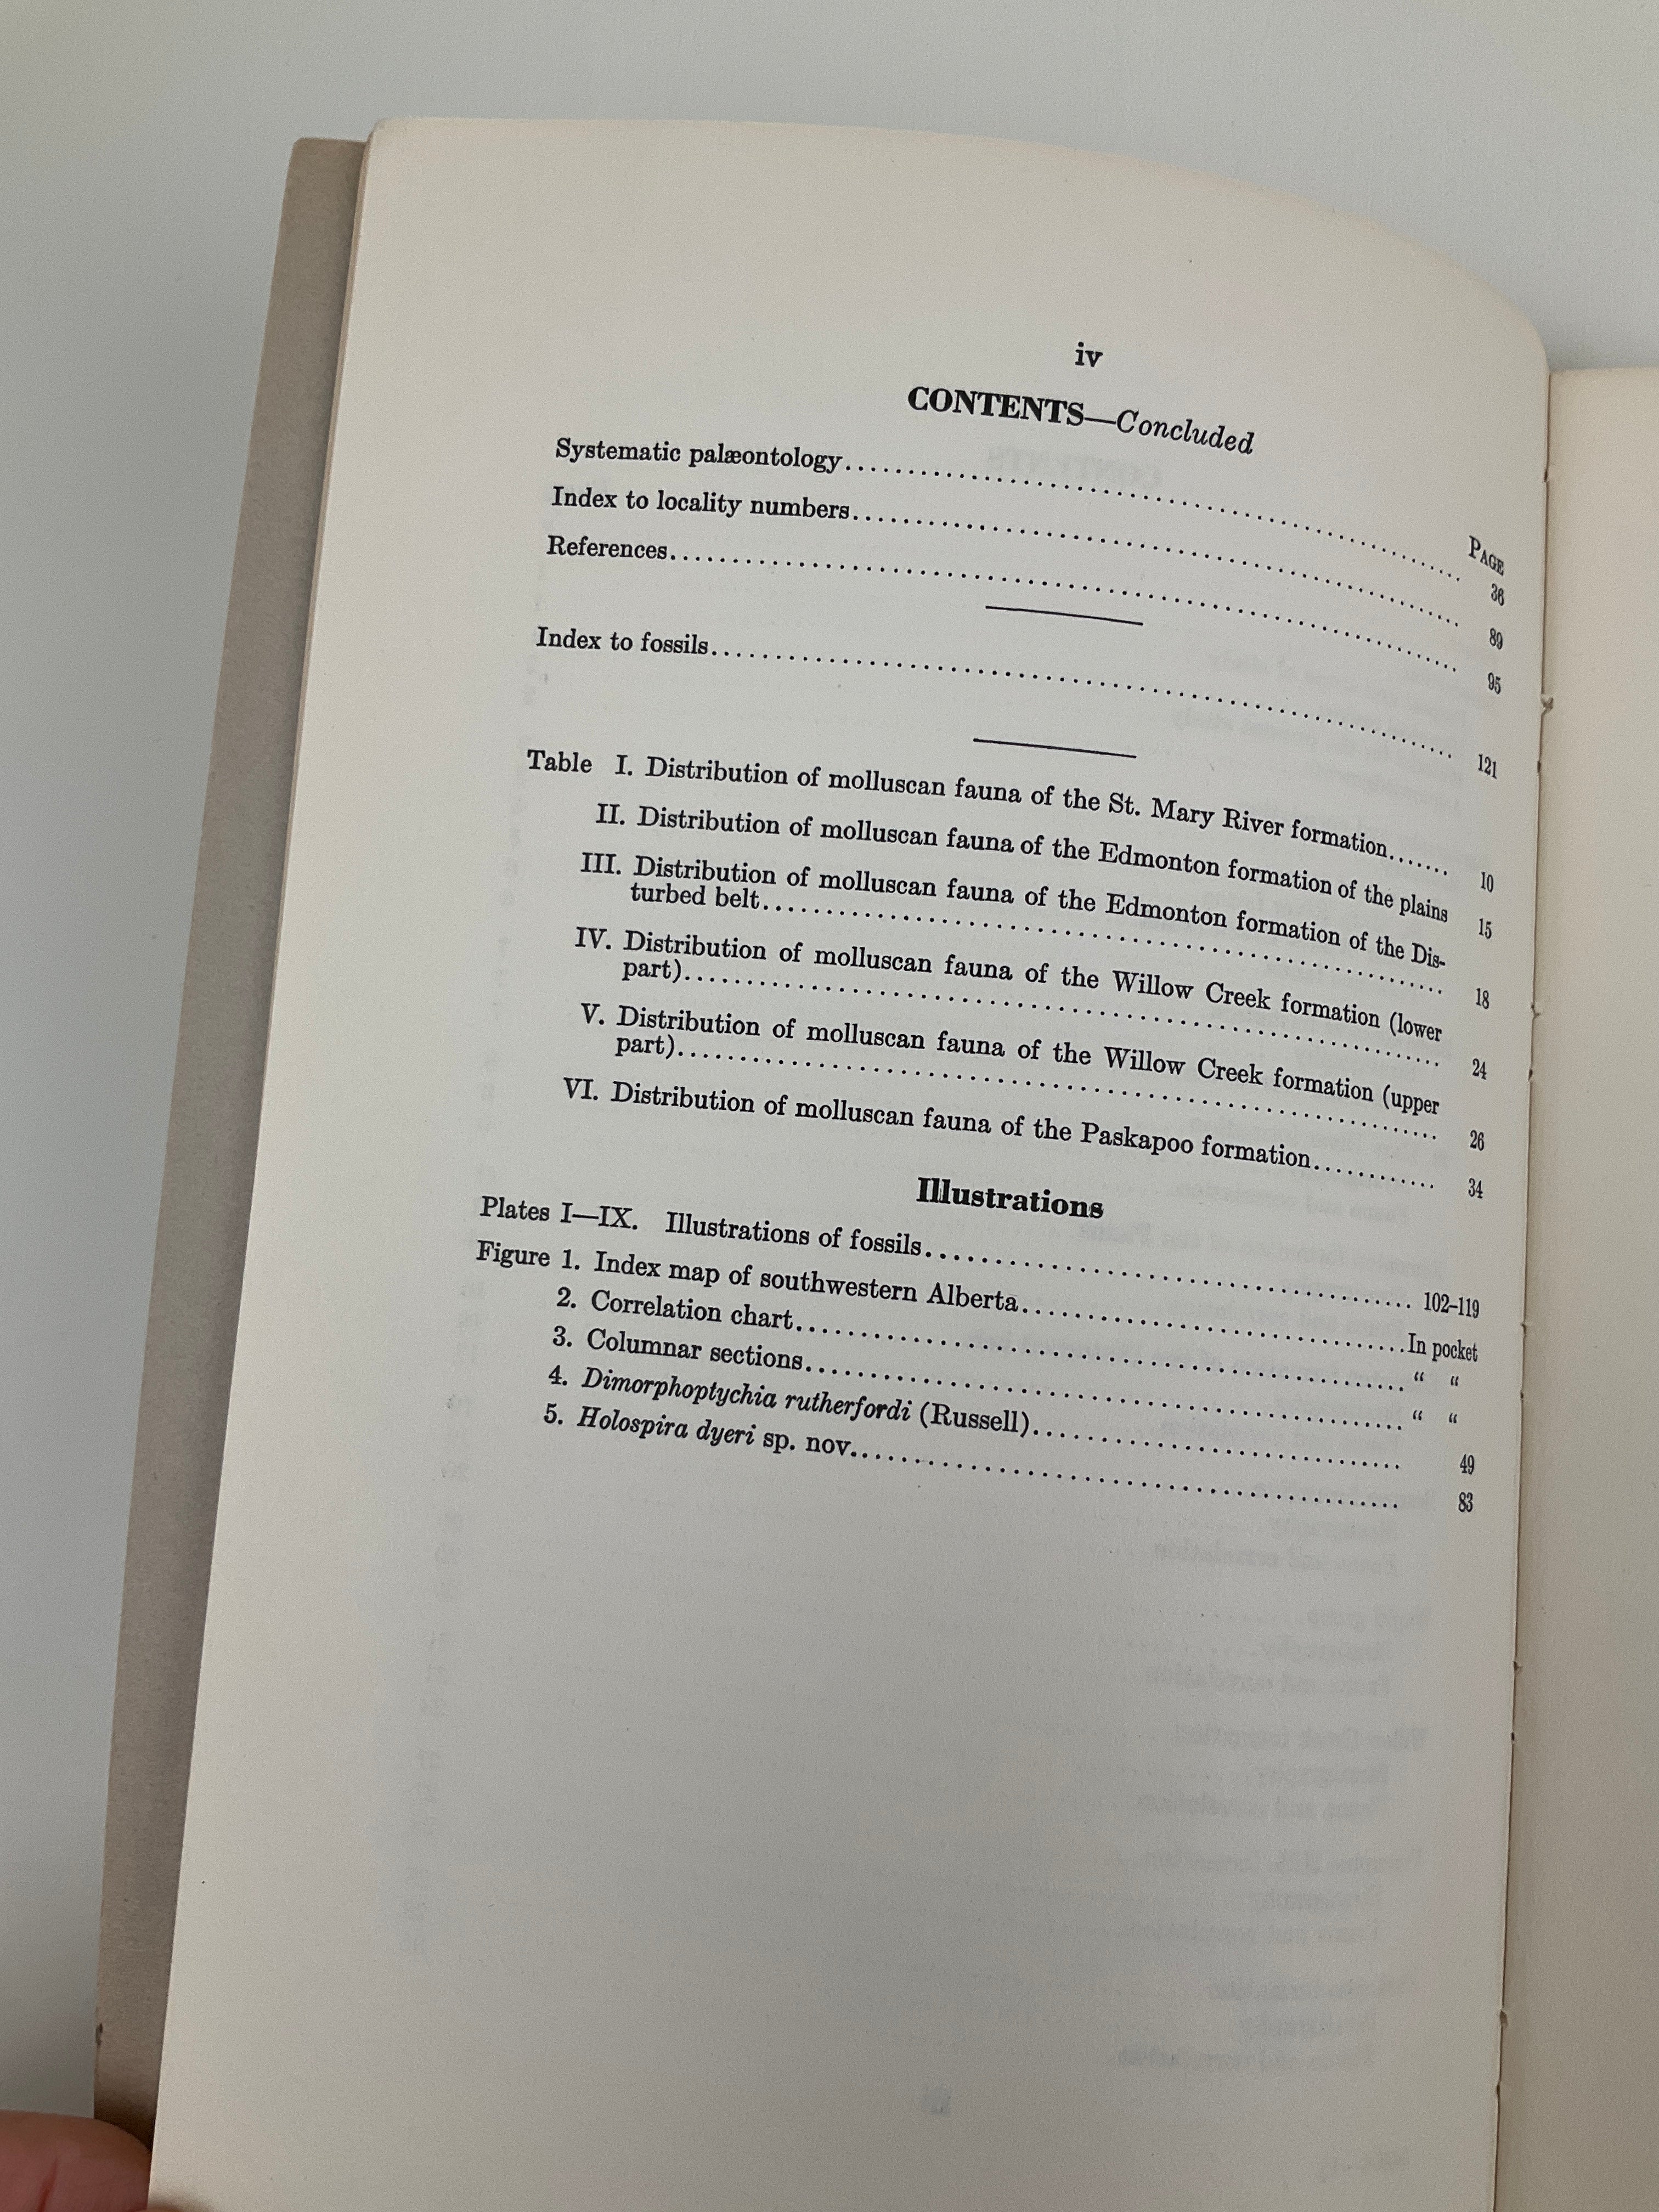 iv
CONTENTS—Concluded
PAGE
Systematic palæontology.......... 36
Index to locality numbers.......... 89
References.......... 95
Index to fossils.......... 121
Table I. Distribution of molluscan fauna of the St. Mary River formation....... 10
II. Distribution of molluscan fauna of the Edmonton formation of the plains 15
III. Distribution of molluscan fauna of the Edmonton formation of the Dis-
turbed belt.......... 18
IV. Distribution of molluscan fauna of the Willow Creek formation (lower
part).......... 24
V. Distribution of molluscan fauna of the Willow Creek formation (upper
part).......... 26
VI. Distribution of molluscan fauna of the Paskapoo formation.......... 34
Illustrations
Plates I—IX. Illustrations of fossils.......... 102–119
Figure 1. Index map of southwestern Alberta.......... In pocket
2. Correlation chart.......... “ “
3. Columnar sections.......... “ “
4. Dimorphoptychia rutherfordi (Russell).......... 49
5. Holospira dyeri sp. nov.......... 83